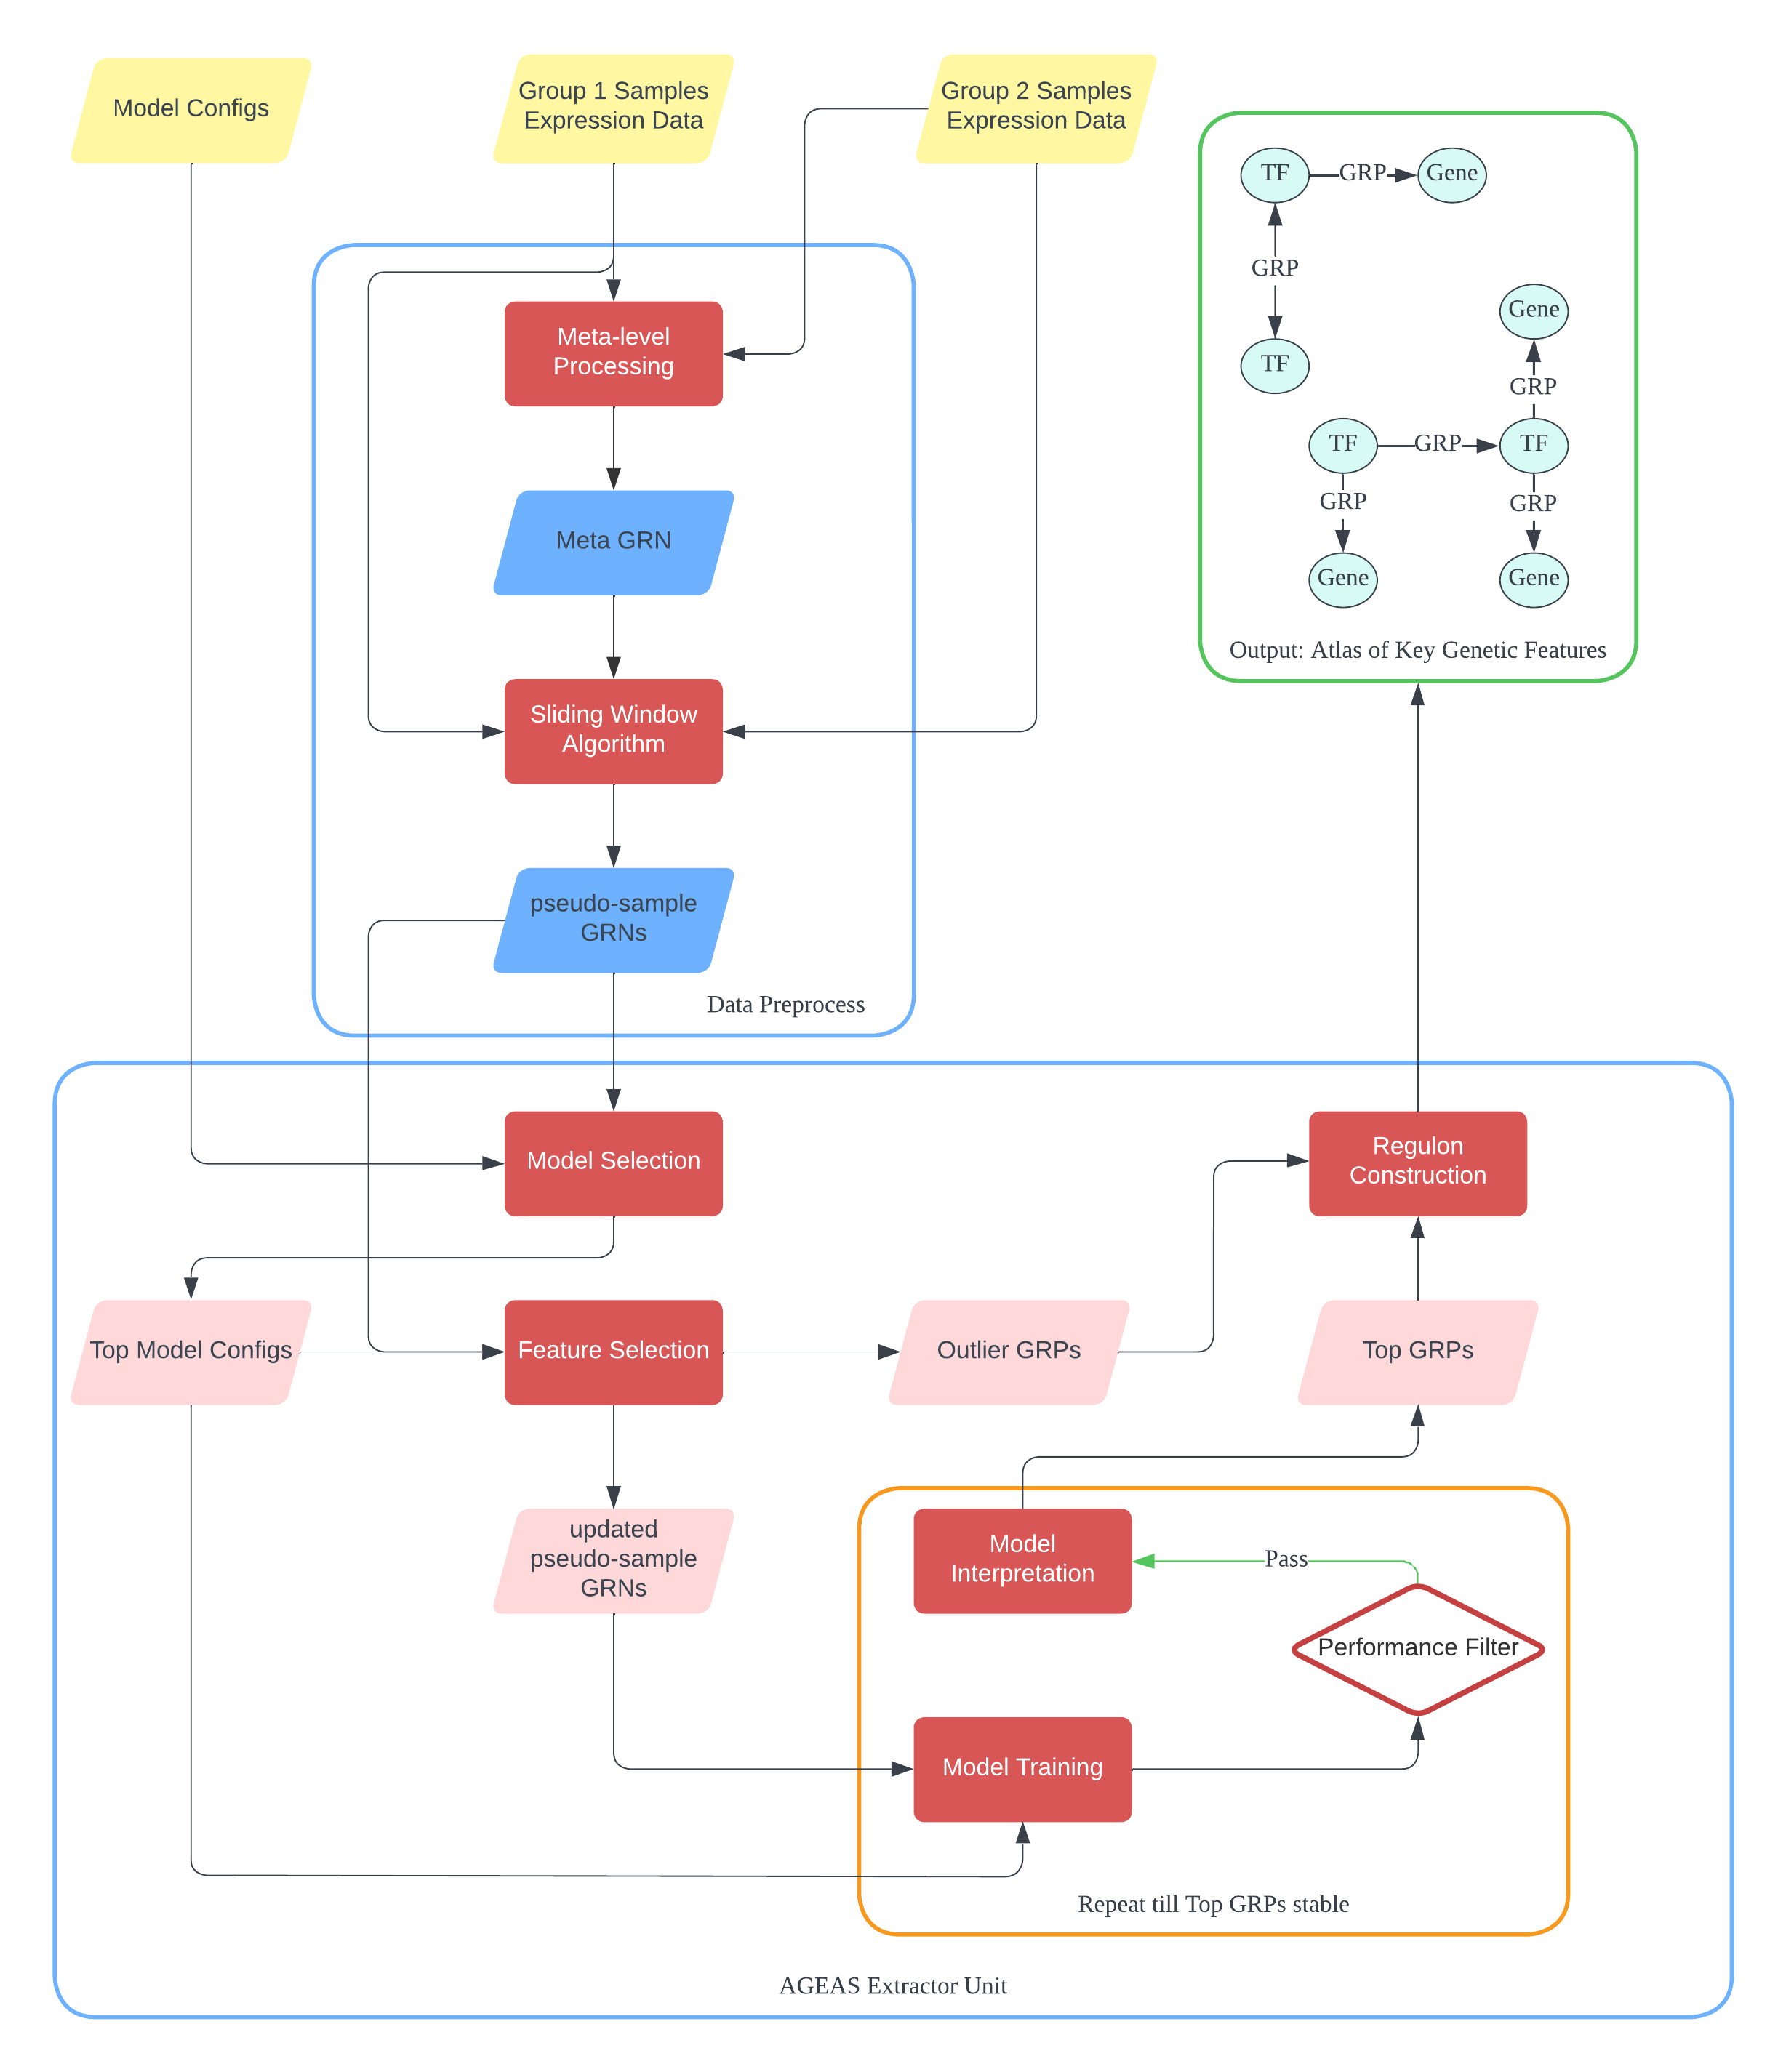 Model Configs
Group 1 Samples
Expression Data
Group 2 Samples
Expression Data
Meta-level
Processing
Meta GRN
Sliding Window
Algorithm
pseudo-sample
GRNs
Data Preprocess
TF
GRP
Gene
GRP
TF
Gene
GRP
TF
GRP
TF
GRP
GRP
Gene
Gene
Output: Atlas of Key Genetic Features
Model Selection
Regulon
Construction
Top Model Configs
Feature Selection
Outlier GRPs
Top GRPs
updated
pseudo-sample
GRNs
Model
Interpretation
Pass
Performance Filter
Model Training
Repeat till Top GRPs stable
AGEAS Extractor Unit